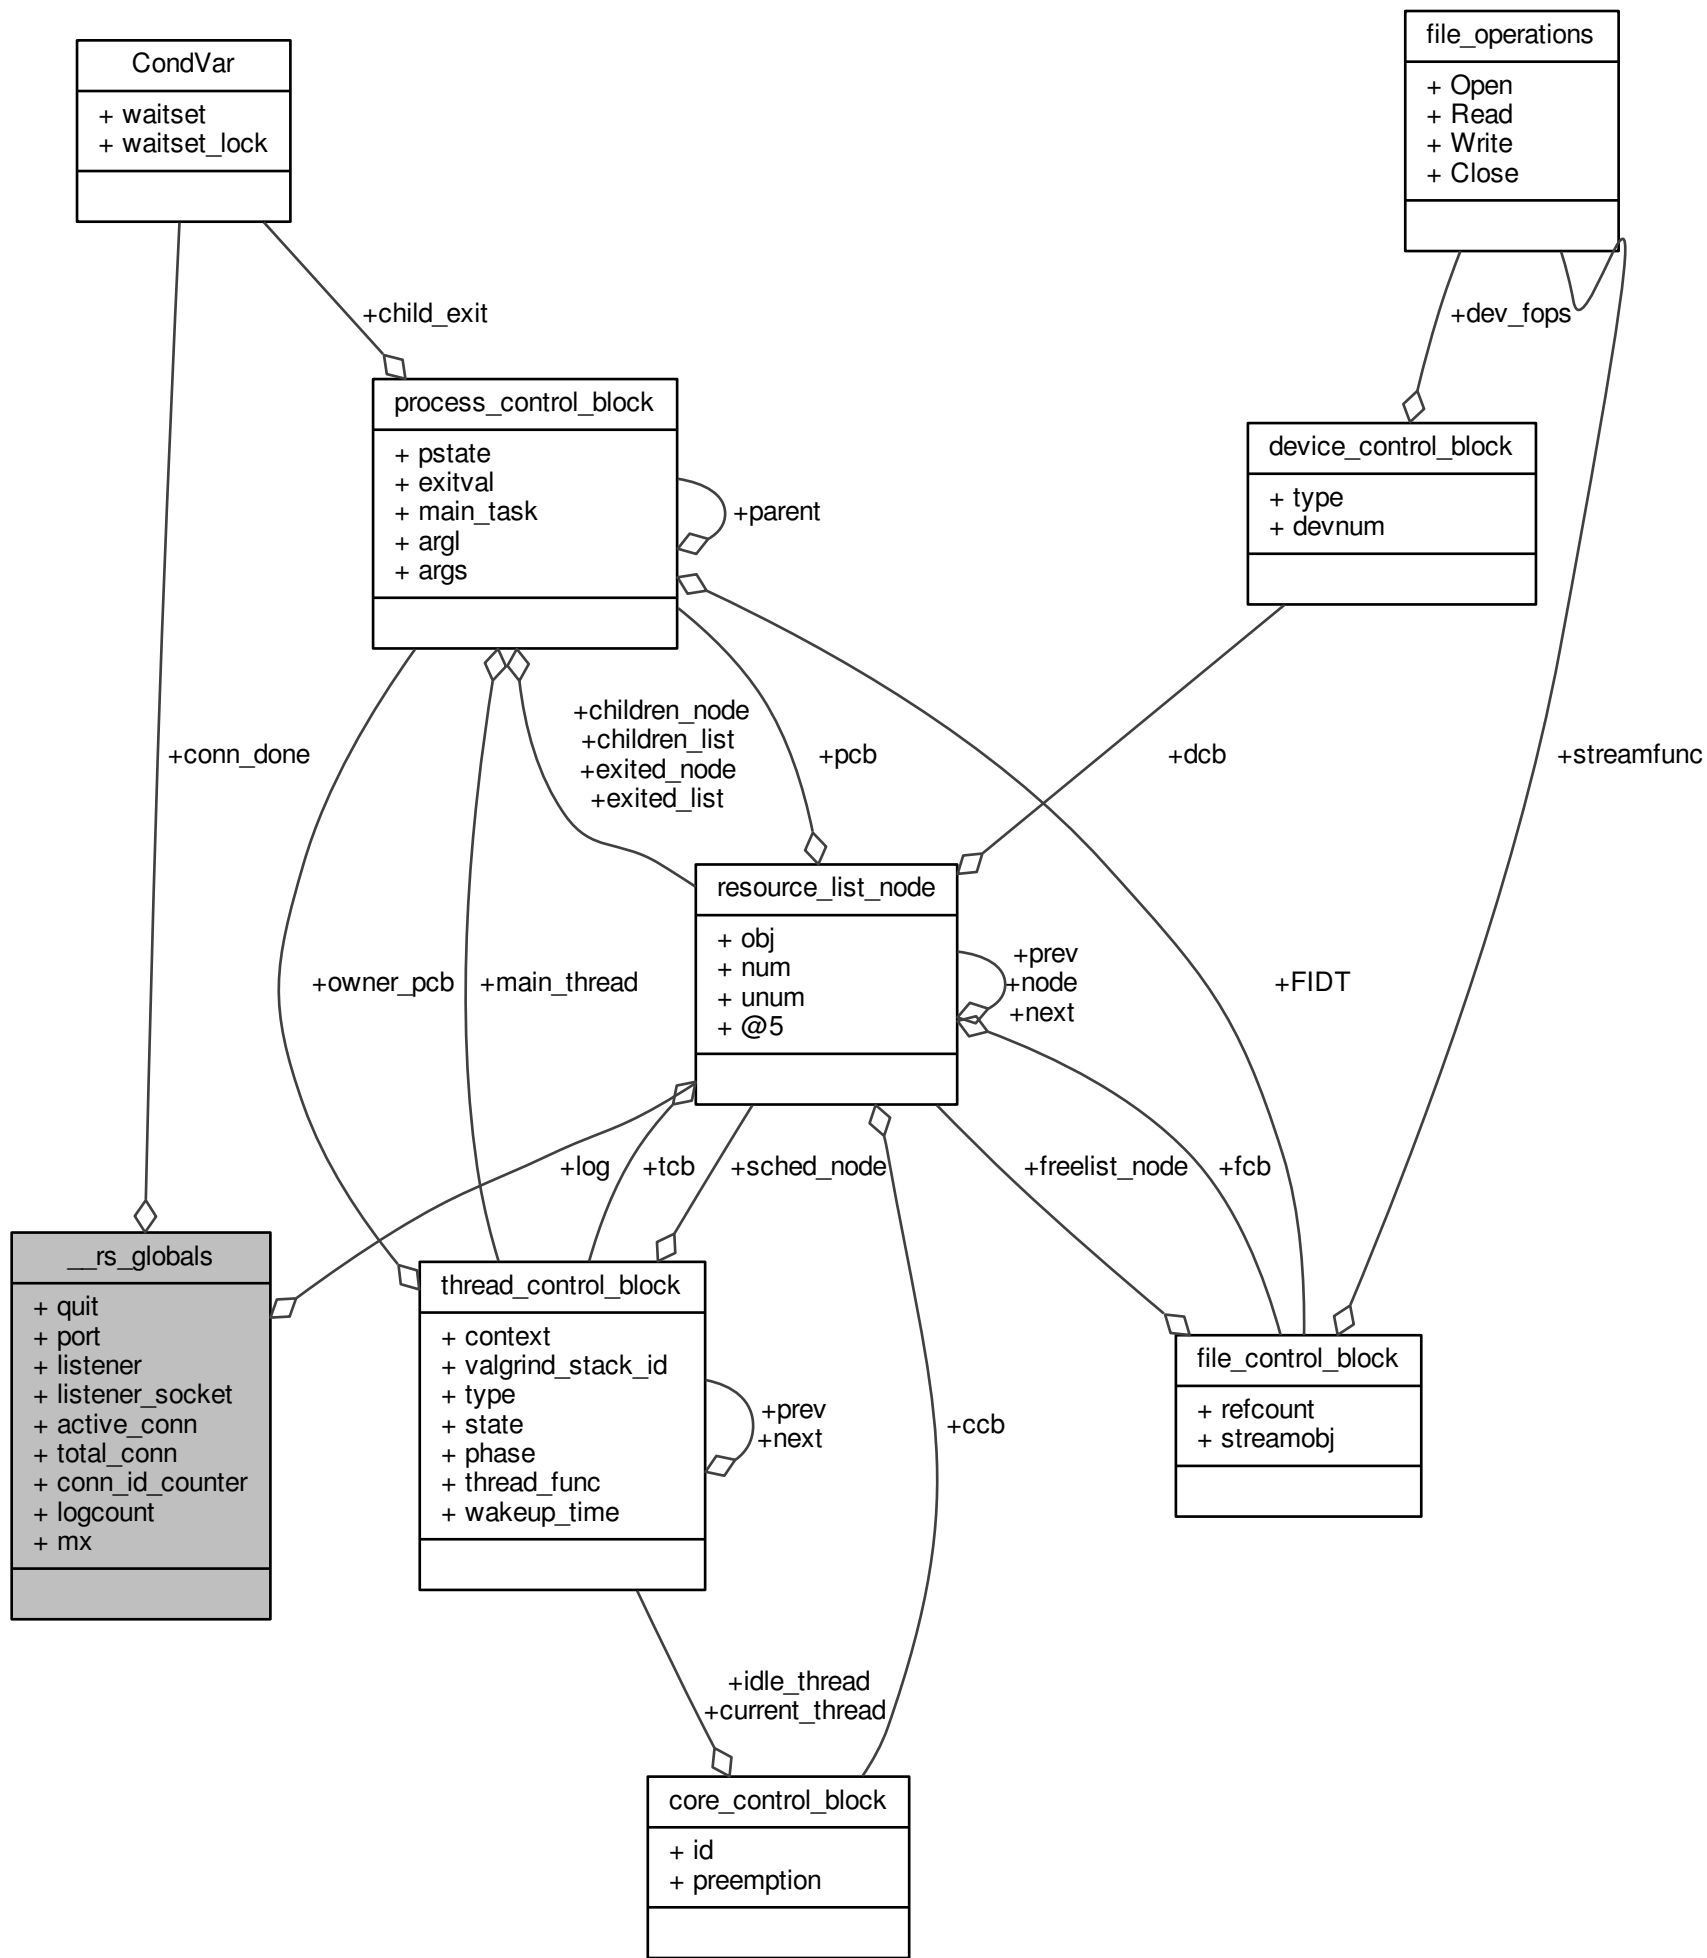 file_operations
+ Open
+ Read
+ Write
+ Close
CondVar
+ waitset
+ waitset_lock
+child_exit
+dev_fops
process_control_block
+ pstate
+ exitval
+ main_task
+ argl
+ args
+parent
device_control_block
+ type
+ devnum
+conn_done
+children_node
+children_list
+exited_node
+exited_list
+pcb
+dcb
+streamfunc
resource_list_node
+ obj
+ num
+ unum
+ @5
+prev
+node
+next
+owner_pcb
+main_thread
+FIDT
+log
+tcb
+sched_node
+freelist_node
+fcb
__rs_globals
+ quit
+ port
+ listener
+ listener_socket
+ active_conn
+ total_conn
+ conn_id_counter
+ logcount
+ mx
thread_control_block
+ context
+ valgrind_stack_id
+ type
+ state
+ phase
+ thread_func
+ wakeup_time
+prev
+next
+ccb
file_control_block
+ refcount
+ streamobj
+idle_thread
+current_thread
core_control_block
+ id
+ preemption